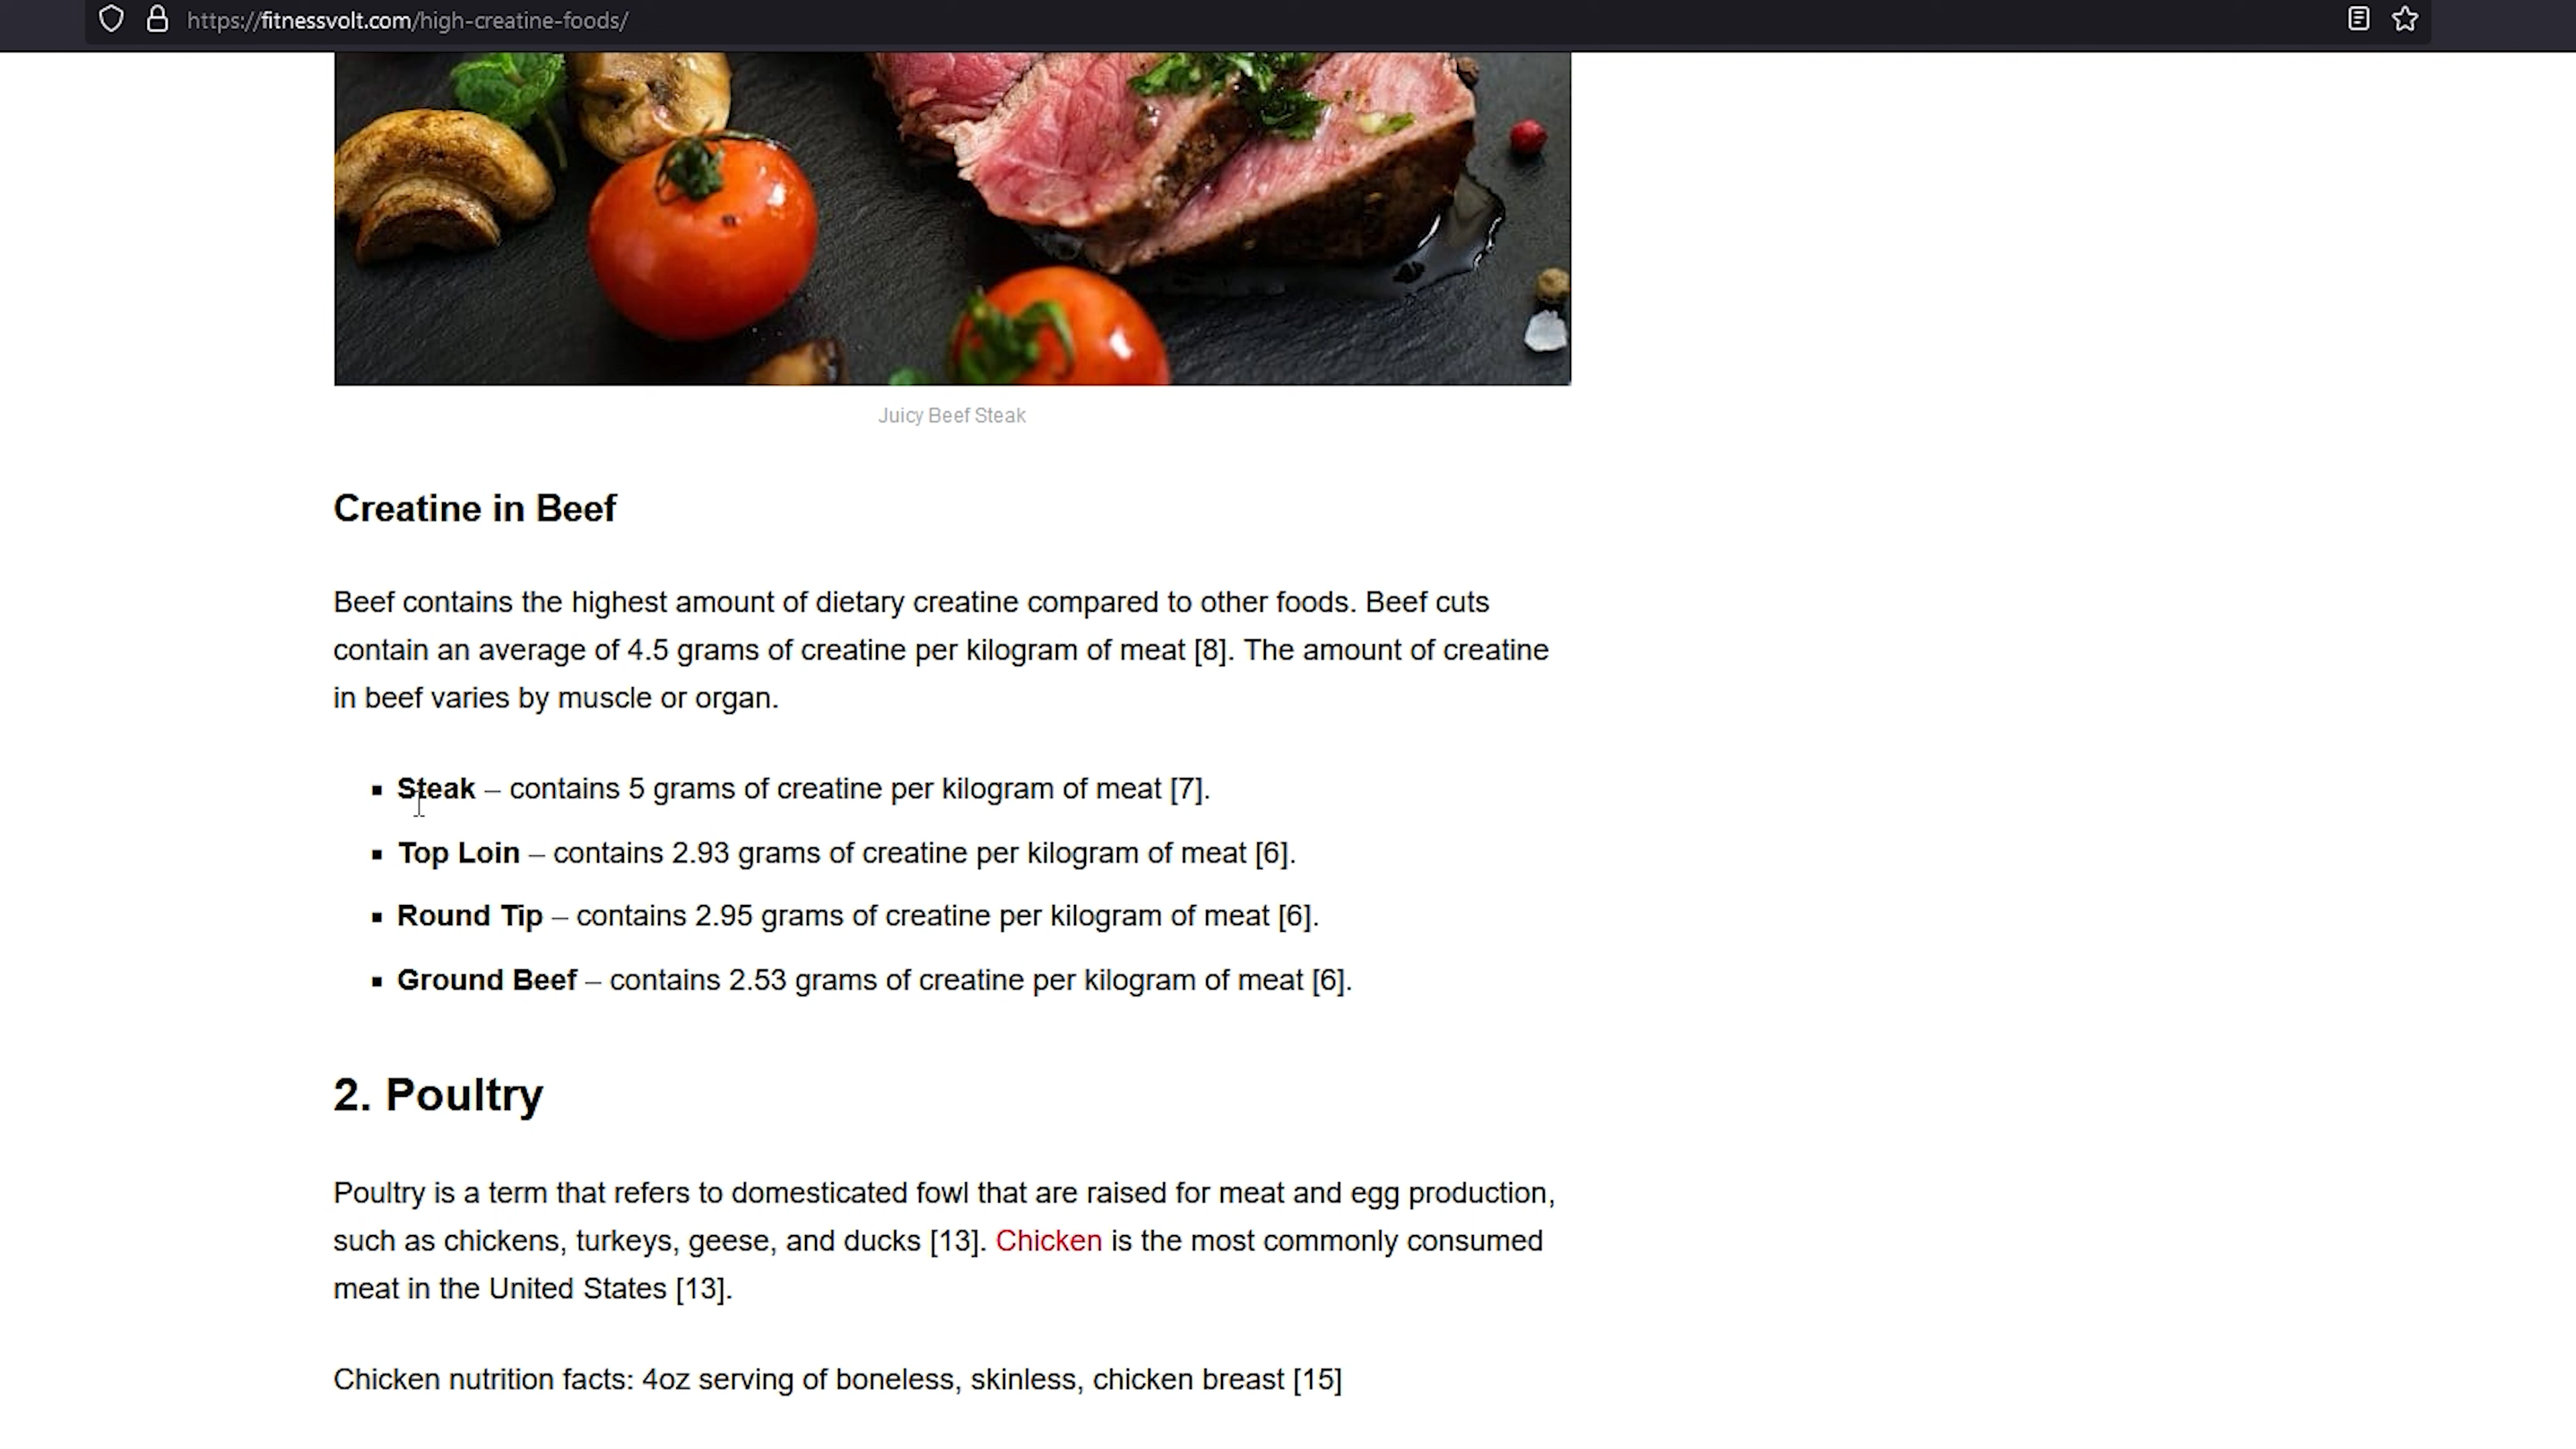 https://fitnessvolt.com/high-creatine-foods/
Juicy Beef Steak
Creatine in Beef
Beef contains the highest amount of dietary creatine compared to other foods. Beef cuts
contain an average of 4.5 grams of creatine per kilogram of meat [8]. The amount of creatine
in beef varies by muscle or organ.
▪ Steak – contains 5 grams of creatine per kilogram of meat [7].
▪ Top Loin – contains 2.93 grams of creatine per kilogram of meat [6].
▪ Round Tip – contains 2.95 grams of creatine per kilogram of meat [6].
▪ Ground Beef – contains 2.53 grams of creatine per kilogram of meat [6].
2. Poultry
Poultry is a term that refers to domesticated fowl that are raised for meat and egg production,
such as chickens, turkeys, geese, and ducks [13]. Chicken is the most commonly consumed
meat in the United States [13].
Chicken nutrition facts: 4oz serving of boneless, skinless, chicken breast [15]